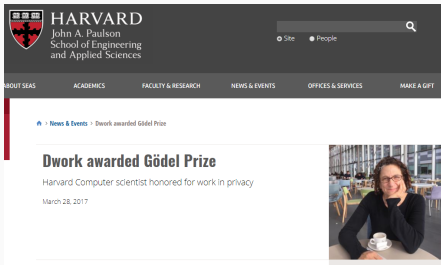 HARVARD
John A. Paulson
School of Engineering
and Applied Sciences
Site People
ABOUT SEAS ACADEMICS FACULTY & RESEARCH NEWS & EVENTS OFFICES & SERVICES MAKE A GIFT
News & Events Dwork awarded Gödel Prize
Dwork awarded Gödel Prize
Harvard Computer scientist honored for work in privacy
March 28, 2017